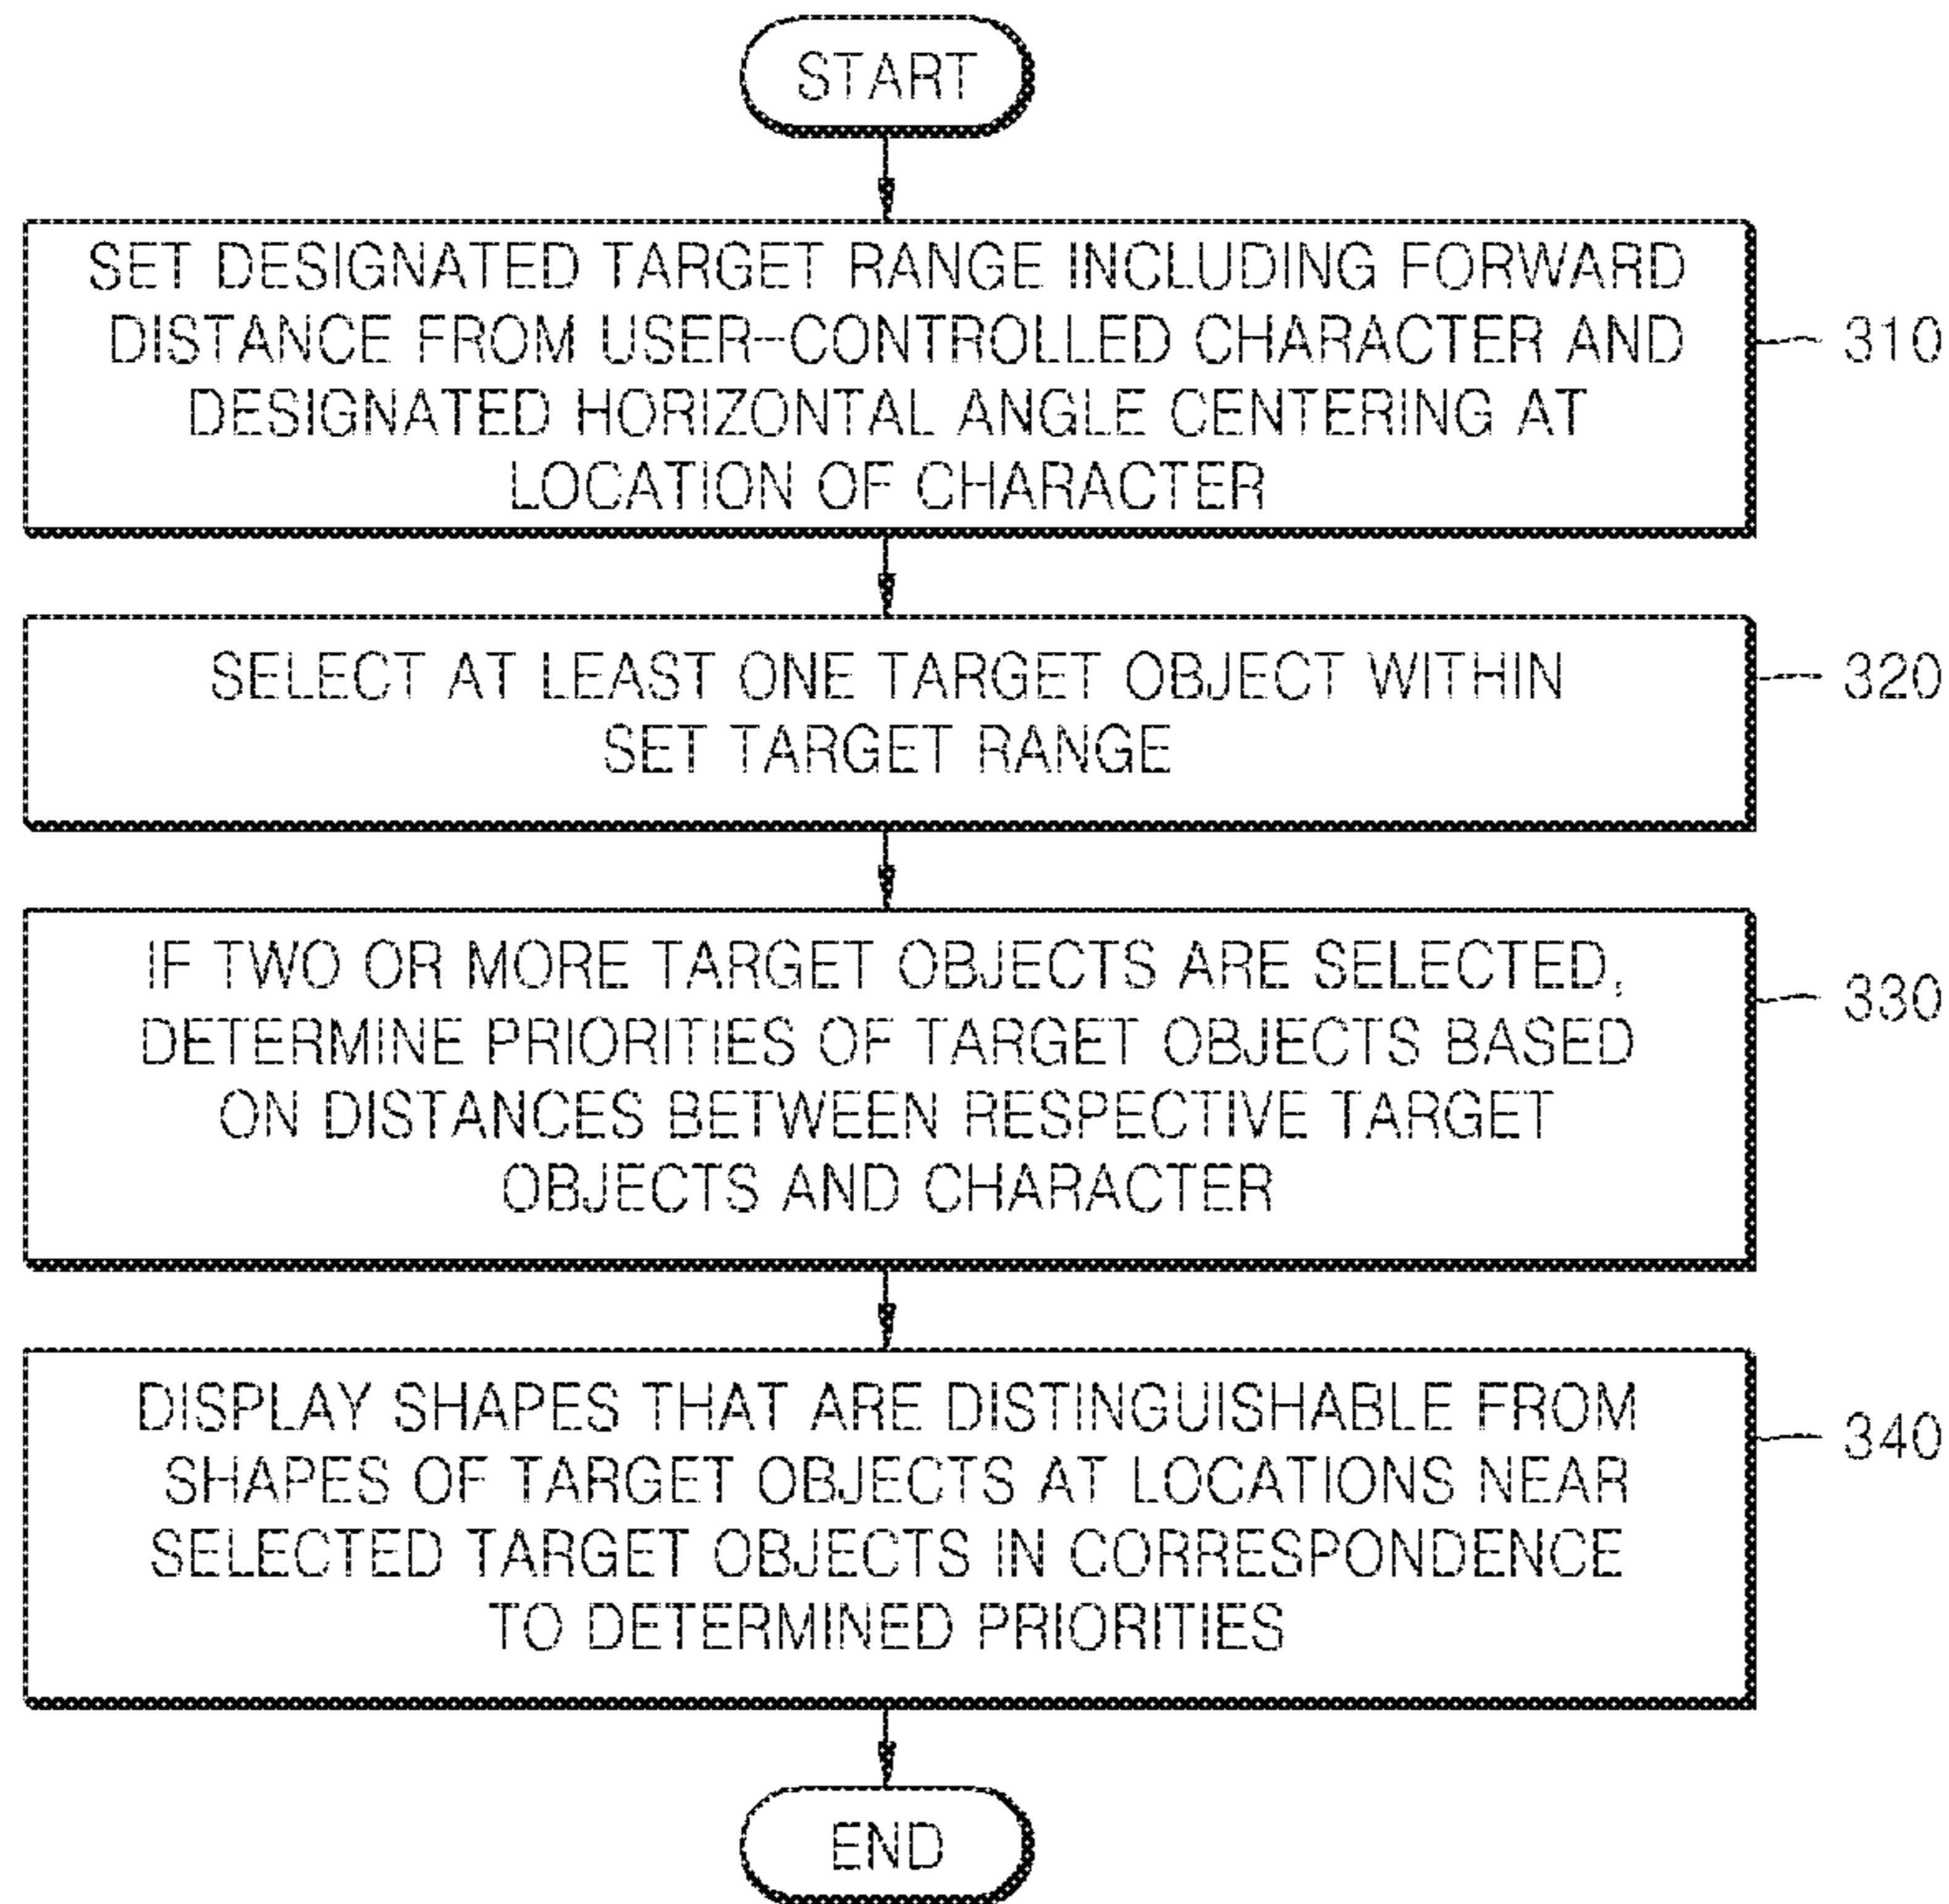 START
SET DESIGNATED TARGET RANGE INCLUDING FORWARD
DISTANCE FROM USER-CONTROLLED CHARACTER AND
DESIGNATED HORIZONTAL ANGLE CENTERING AT
LOCATION OF CHARACTER
310
SELECT AT LEAST ONE TARGET OBJECT WITHIN
SET TARGET RANGE
320
IF TWO OR MORE TARGET OBJECTS ARE SELECTED,
DETERMINE PRIORITIES OF TARGET OBJECTS BASED
ON DISTANCES BETWEEN RESPECTIVE TARGET
OBJECTS AND CHARACTER
330
DISPLAY SHAPES THAT ARE DISTINGUISHABLE FROM
SHAPES OF TARGET OBJECTS AT LOCATIONS NEAR
SELECTED TARGET OBJECTS IN CORRESPONDENCE
TO DETERMINED PRIORITIES
340
END